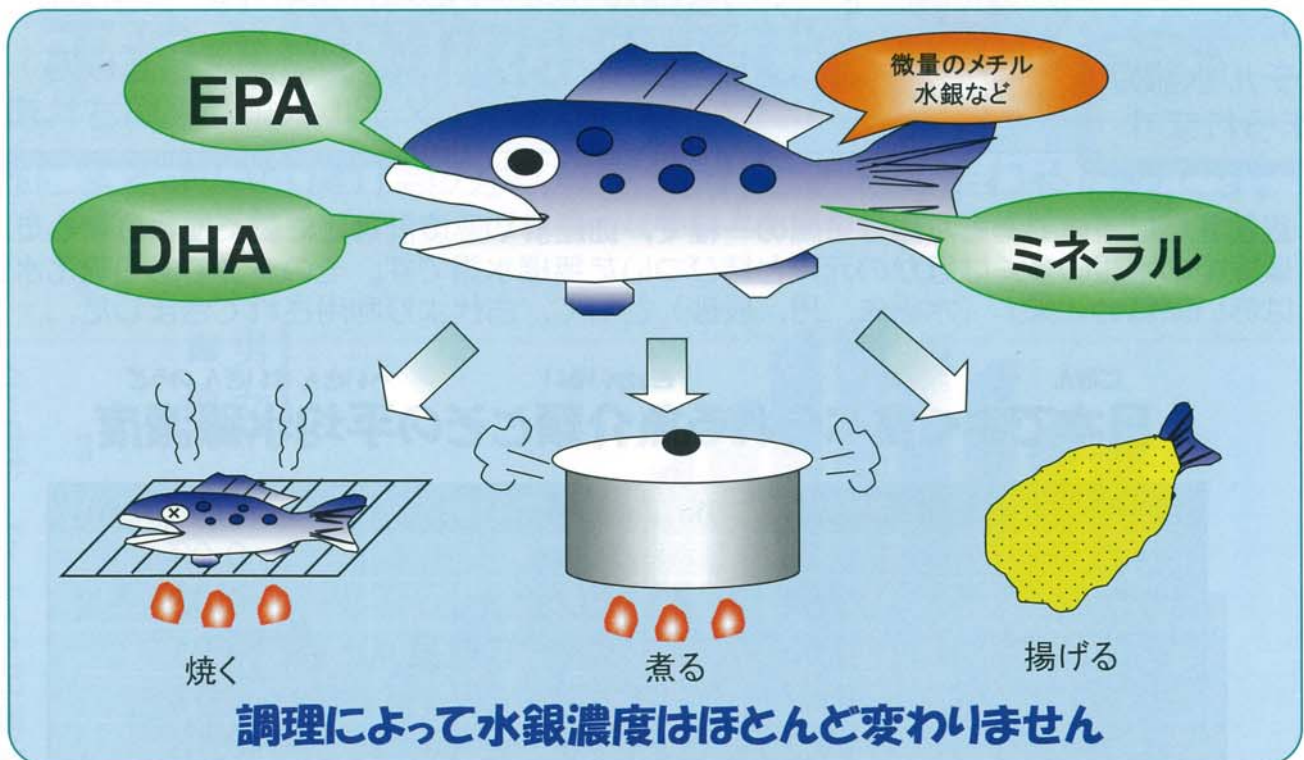 EPA
微量のメチル
水銀など
DHA
ミネラル
焼く
煮る
揚げる
調理によって水銀濃度はほとんど変わりません